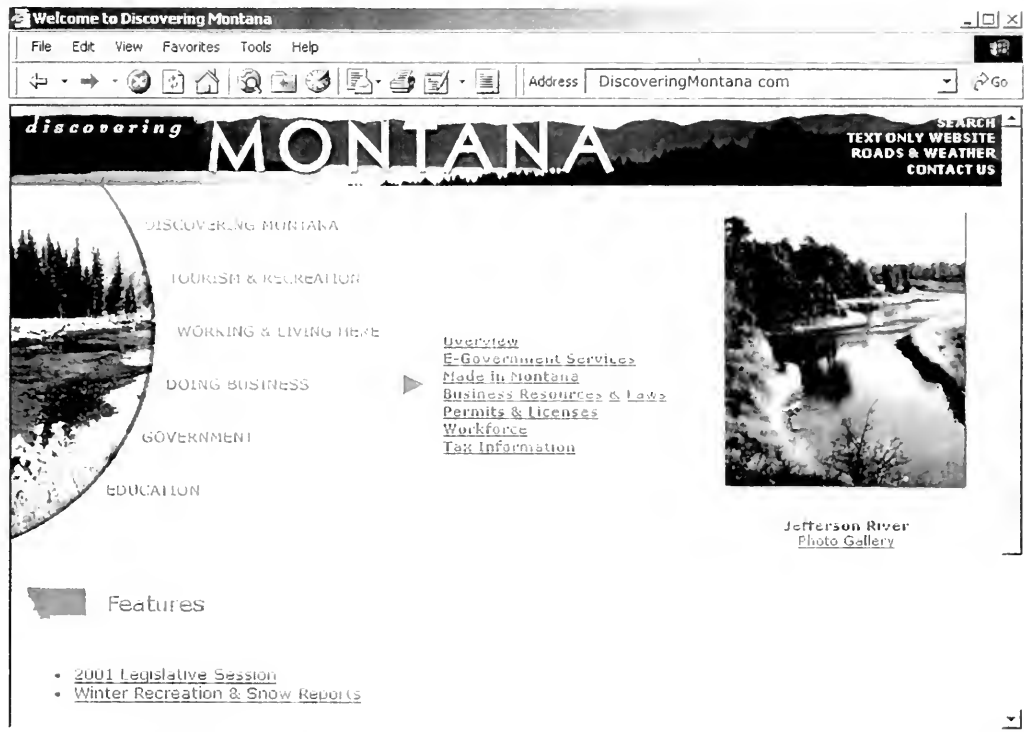 Welcome to Discovering Montana
File Edit View Favorites Tools Help
Address DiscoveringMontana com Go
discovering MONTANA
SEARCH
TEXT ONLY WEBSITE
ROADS & WEATHER
CONTACT US
DISCOVERING MONTANA
TOURISM & RECREATION
WORKING & LIVING HERE
DOING BUSINESS
GOVERNMENT
EDUCATION
Overview
E-Government Services
Made in Montana
Business Resources & Laws
Permits & Licenses
Workforce
Tax Information
Jefferson River
Photo Gallery
Features
• 2001 Legislative Session
• Winter Recreation & Snow Reports